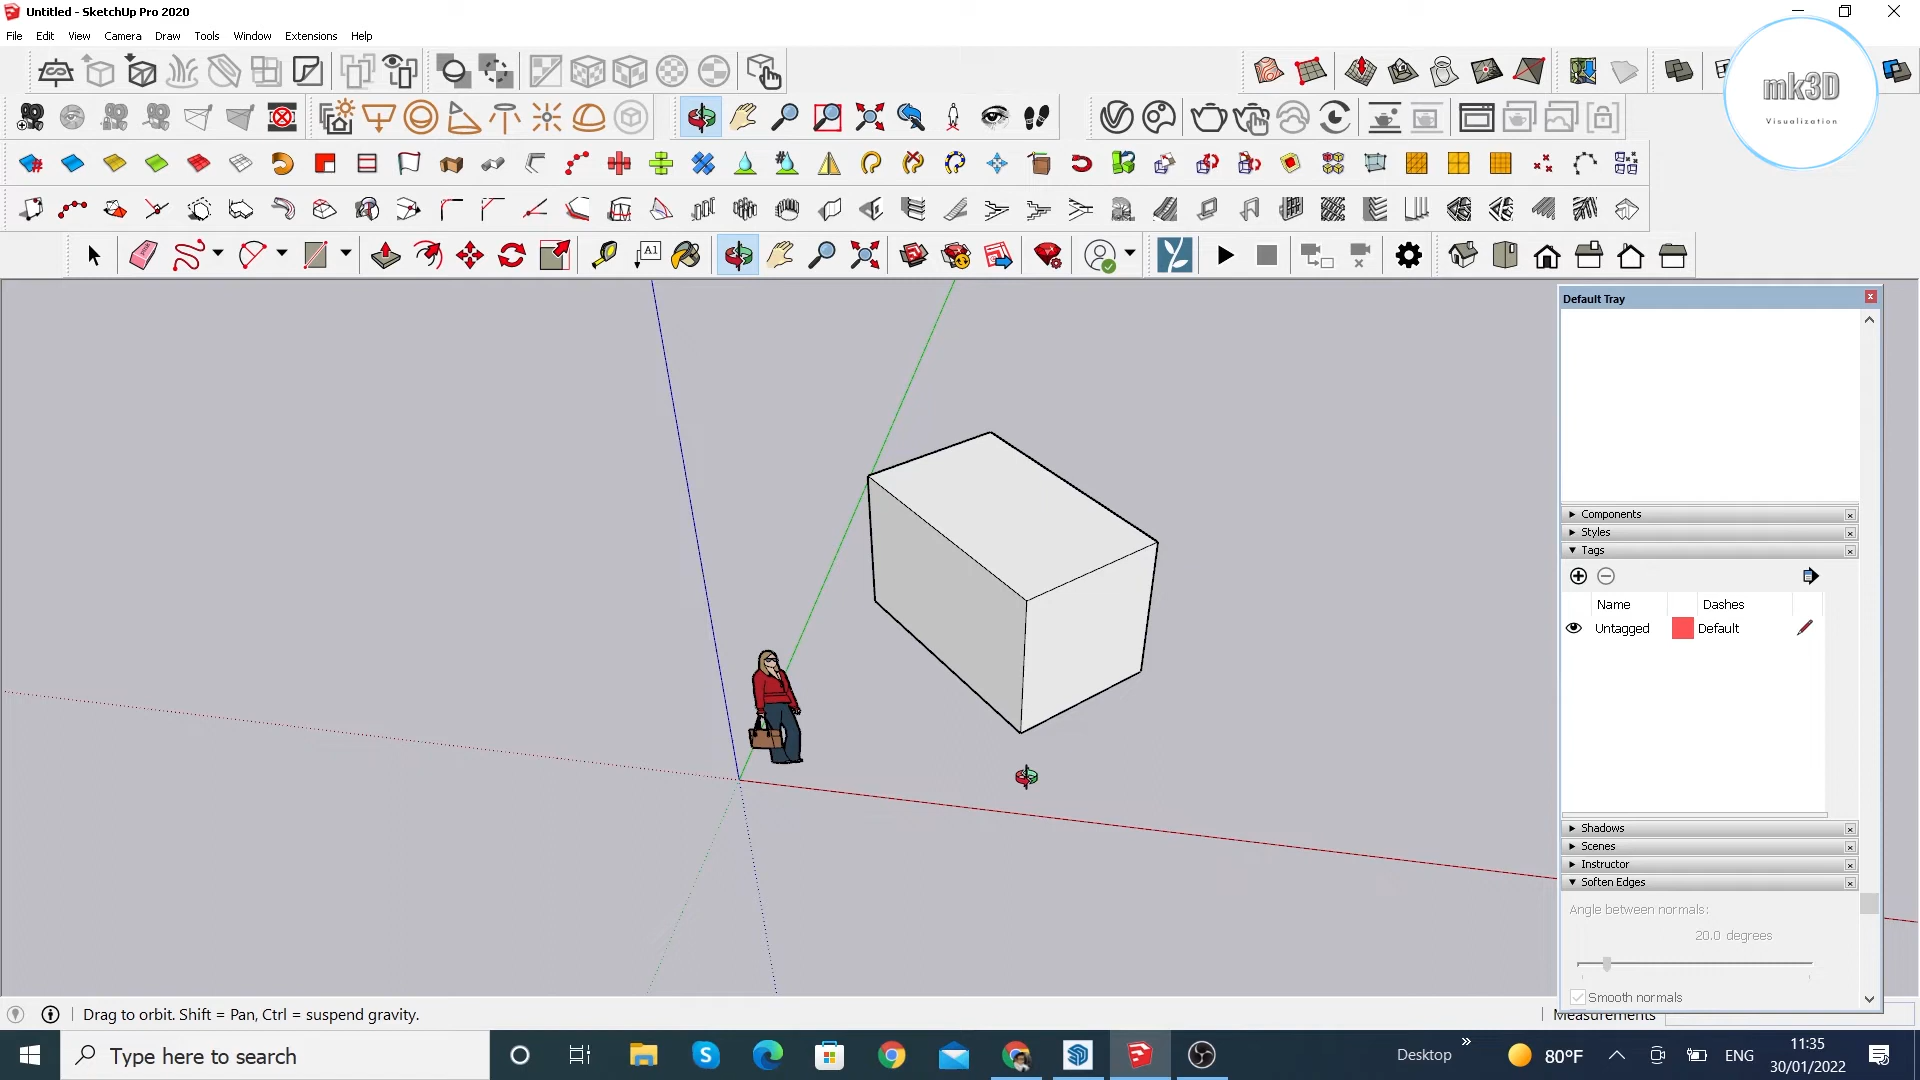 Untitled - SketchUp Pro 2020
File Edit View Camera Draw Tools Window Extensions Help
mk3D
Visualization
A1
Default Tray
Components
Styles
Tags
Name Dashes
Untagged Default
Shadows
Scenes
Instructor
Soften Edges
Angle between normals:
20.0 degrees
Smooth normals
Drag to orbit. Shift = Pan, Ctrl = suspend gravity.
Measurements
Type here to search
Desktop
80°F
ENG
11:35
30/01/2022